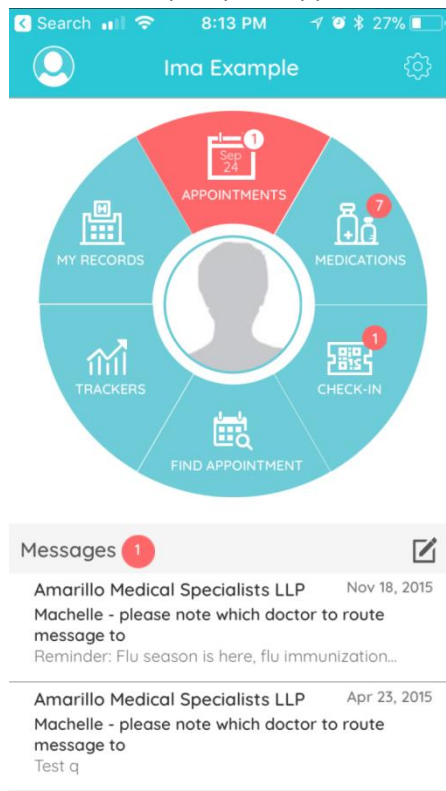 Search 8:13 PM 27%
Ima Example
1
Sep
24
APPOINTMENTS
H
MY RECORDS
7
MEDICATIONS
TRACKERS
1
CHECK-IN
FIND APPOINTMENT
Messages 1
Amarillo Medical Specialists LLP Nov 18, 2015
Machelle - please note which doctor to route
message to
Reminder: Flu season is here, flu immunization...
Amarillo Medical Specialists LLP Apr 23, 2015
Machelle - please note which doctor to route
message to
Test q